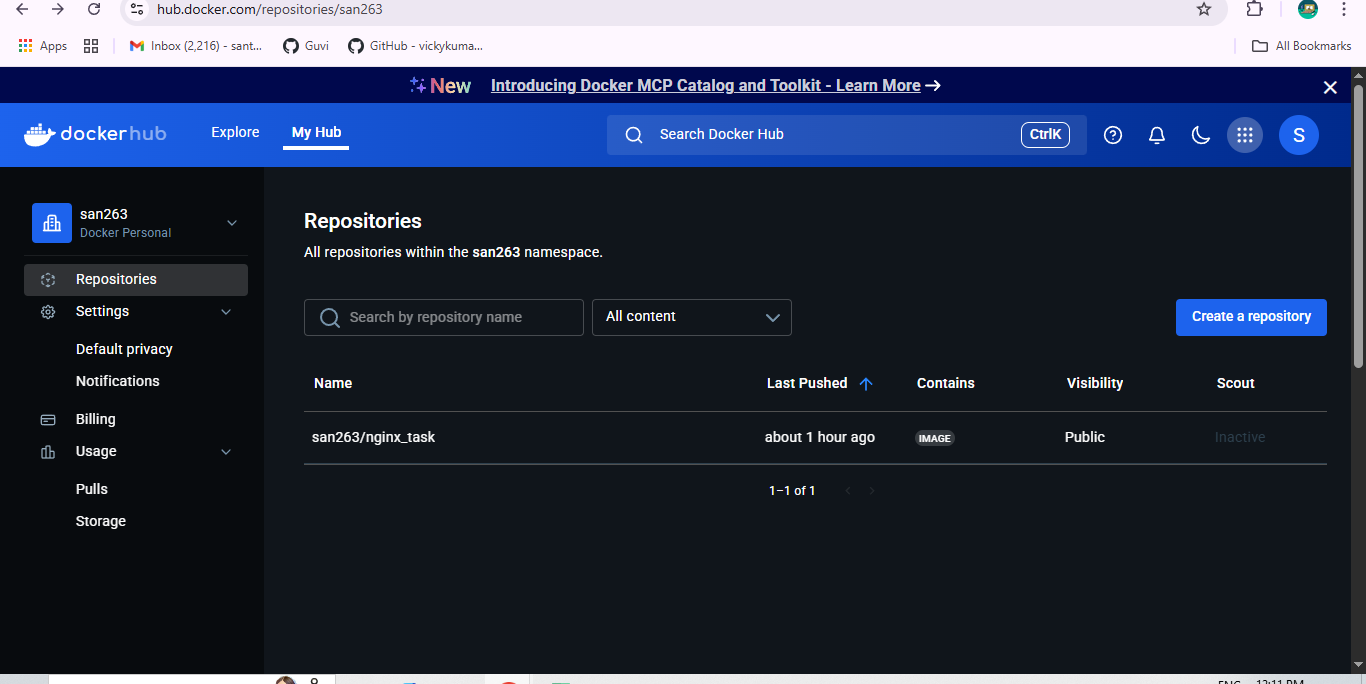 hub.docker.com/repositories/san263
Apps
Inbox (2,216) - sant...
Guvi
GitHub - vickykuma...
All Bookmarks
New Introducing Docker MCP Catalog and Toolkit - Learn More →
dockerhub
Explore
My Hub
Search Docker Hub
CtrlK
S
san263
Docker Personal
Repositories
Settings
Default privacy
Notifications
Billing
Usage
Pulls
Storage
Repositories
All repositories within the san263 namespace.
Search by repository name
All content
Create a repository
Name Last Pushed Contains Visibility Scout
san263/nginx_task about 1 hour ago IMAGE Public Inactive
1–1 of 1